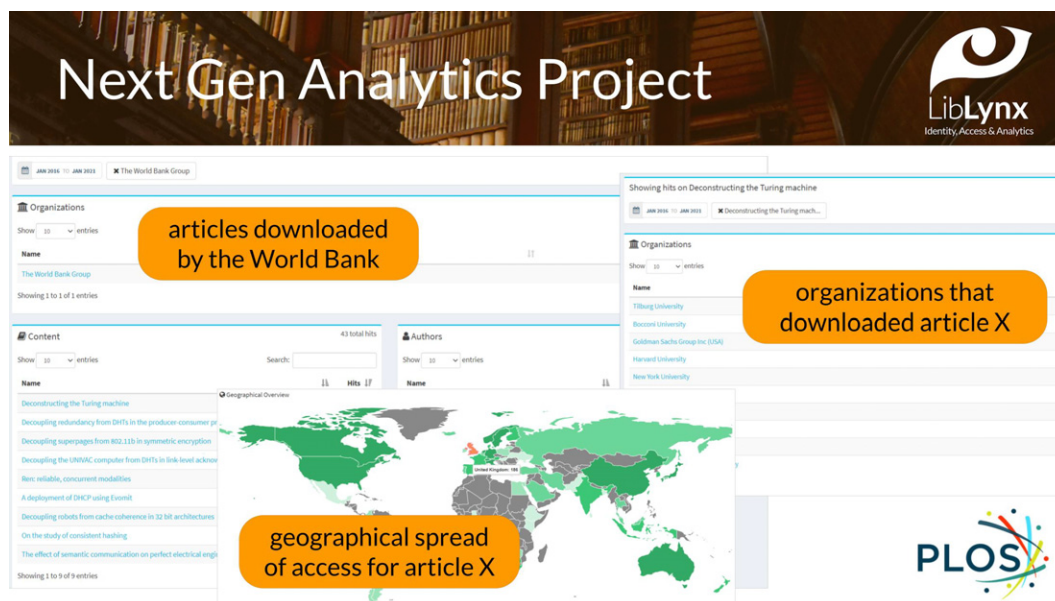 Next Gen Analytics Project
LibLynx
Identity, Access & Analytics
JAN 2016 TO JAN 2021 ✖ The World Bank Group
Organizations
Show 10 entries
Name
The World Bank Group
Showing 1 to 1 of 1 entries
articles downloaded
by the World Bank
Content 43 total hits
Show 10 entries Search:
Name Hits
Deconstructing the Turing machine
Decoupling redundancy from DHTs in the producer-consumer pr
Decoupling superpages from 802.11b in symmetric encryption
Decoupling the UNIVAC computer from DHTs in link-level acknow
Ren: reliable, concurrent modalities
A deployment of DHCP using Evomit
Decoupling robots from cache coherence in 32 bit architectures
On the study of consistent hashing
The effect of semantic communication on perfect electrical engi
Showing 1 to 9 of 9 entries
Authors
Show 10 entries
Name
Showing hits on Deconstructing the Turing machine
JAN 2016 TO JAN 2021 ✖ Deconstructing the Turing mach...
Organizations
Show 10 entries
Name
Tilburg University
Bocconi University
Goldman Sachs Group Inc (USA)
Harvard University
New York University
organizations that
downloaded article X
Geographical Overview
United Kingdom:
geographical spread
of access for article X
PLOS